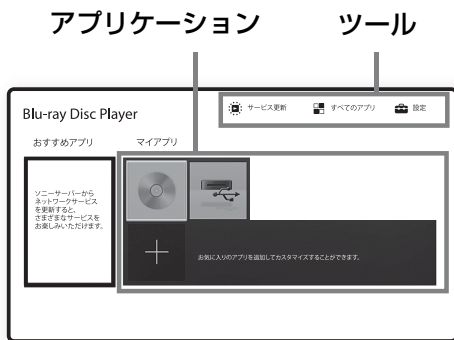 アプリケーション
ツール
Blu-ray Disc Player
サービス更新
すべてのアプリ
設定
おすすめアプリ
マイアプリ
ソニーサーバーから
ネットワークサービス
を更新すると、
さまざまなサービスを
お楽しみいただけます。
お気に入りのアプリを追加してカスタマイズすることができます。